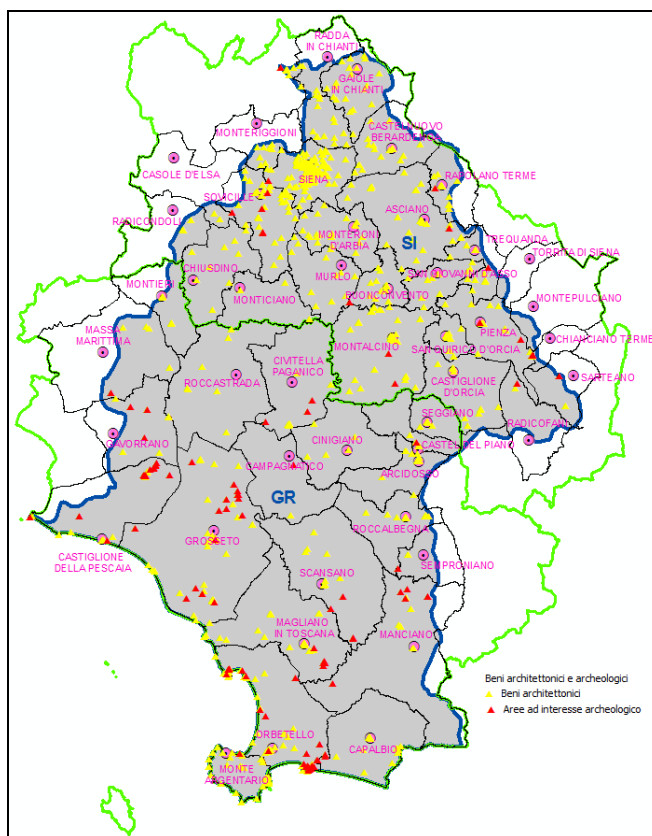 RADDA
IN CHIANTI
GAIOLE
IN CHIANTI
MONTERIGGIONI
CASTELNUOVO
BERARDENG
CASOLE D'ELSA
SIENA
RAPOLANO TERME
SOVICILLE
RADICONDOLI
ASCIANO
MONTERONI
D'ARBIA
SI
TREQUANDA
TORRITA DI SIENA
CHIUSDINO
MURLO
SAN GIOVANNI D'ASSO
MONTIERI
MONTICIANO
BUONCONVENTO
MONTEPULCIANO
MASSA
MARITTIMA
PIENZA
MONTALCINO
SAN QUIRICO D'ORCIA
CHIANCIANO TERME
CIVITELLA
PAGANICO
ROCCASTRADA
CASTIGLIONE
D'ORCIA
SARTEANO
SEGGIANO
RADICOFANI
GAVORRANO
CINIGIANO
CASTEL DEL PIANO
CAMPAGNATICO
ARCIDOSSO
GR
ROCCALBEGNA
GROSSETO
CASTIGLIONE
DELLA PESCAIA
SEMPRONIANO
SCANSANO
MAGLIANO
IN TOSCANA
MANCIANO
Beni architettonici e archeologici
Beni architettonici
Aree ad interesse archeologico
ORBETELLO
CAPALBIO
MONTE
ARGENTARIO